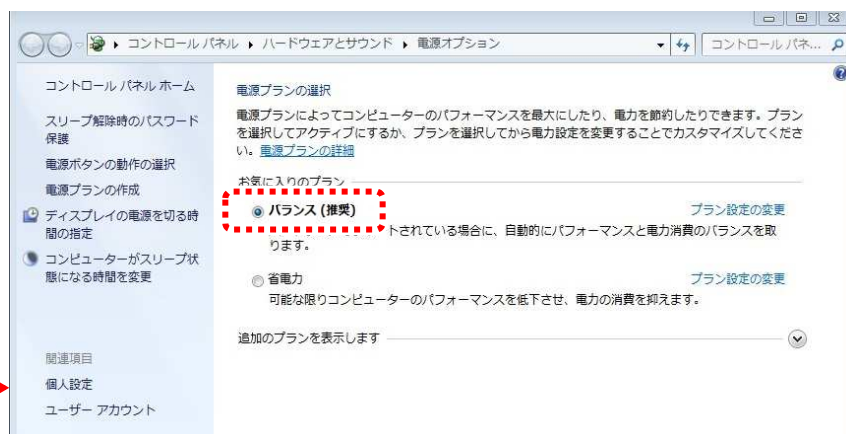 コントロール パネル ▸ ハードウェアとサウンド ▸ 電源オプション
コントロール パネ...
コントロール パネル ホーム
スリープ解除時のパスワード
保護
電源ボタンの動作の選択
電源プランの作成
ディスプレイの電源を切る時
間の指定
コンピューターがスリープ状
態になる時間を変更
関連項目
個人設定
ユーザー アカウント
電源プランの選択
電源プランによってコンピューターのパフォーマンスを最大にしたり、電力を節約したりできます。プラン
を選択してアクティブにするか、プランを選択してから電力設定を変更することでカスタマイズしてくださ
い。電源プランの詳細
お気に入りのプラン
バランス (推奨)
プラン設定の変更
トされている場合に、自動的にパフォーマンスと電力消費のバランスを取
ります。
省電力
プラン設定の変更
可能な限りコンピューターのパフォーマンスを低下させ、電力の消費を抑えます。
追加のプランを表示します